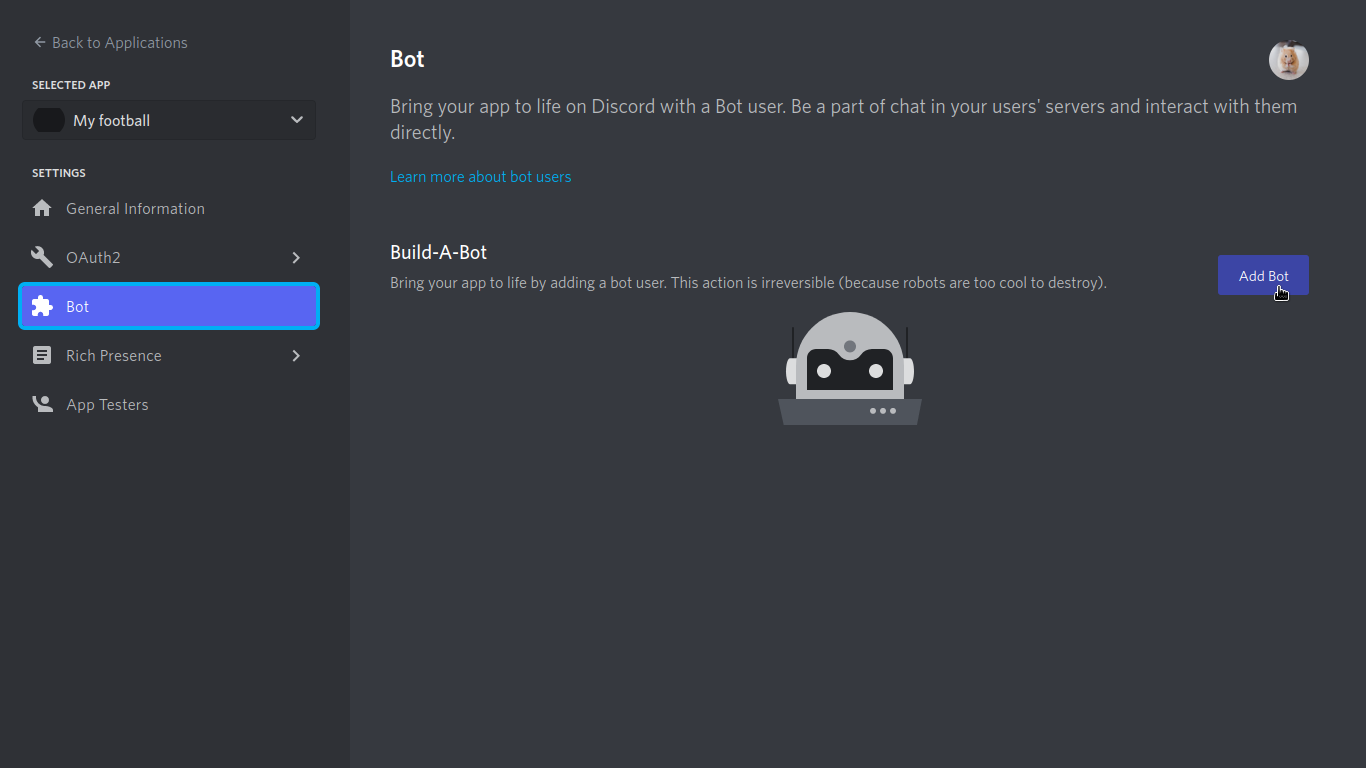 Back to Applications
SELECTED APP
My football
SETTINGS
General Information
OAuth2
Bot
Rich Presence
App Testers
Bot
Bring your app to life on Discord with a Bot user. Be a part of chat in your users' servers and interact with them
directly.
Learn more about bot users
Build-A-Bot
Bring your app to life by adding a bot user. This action is irreversible (because robots are too cool to destroy).
Add Bot